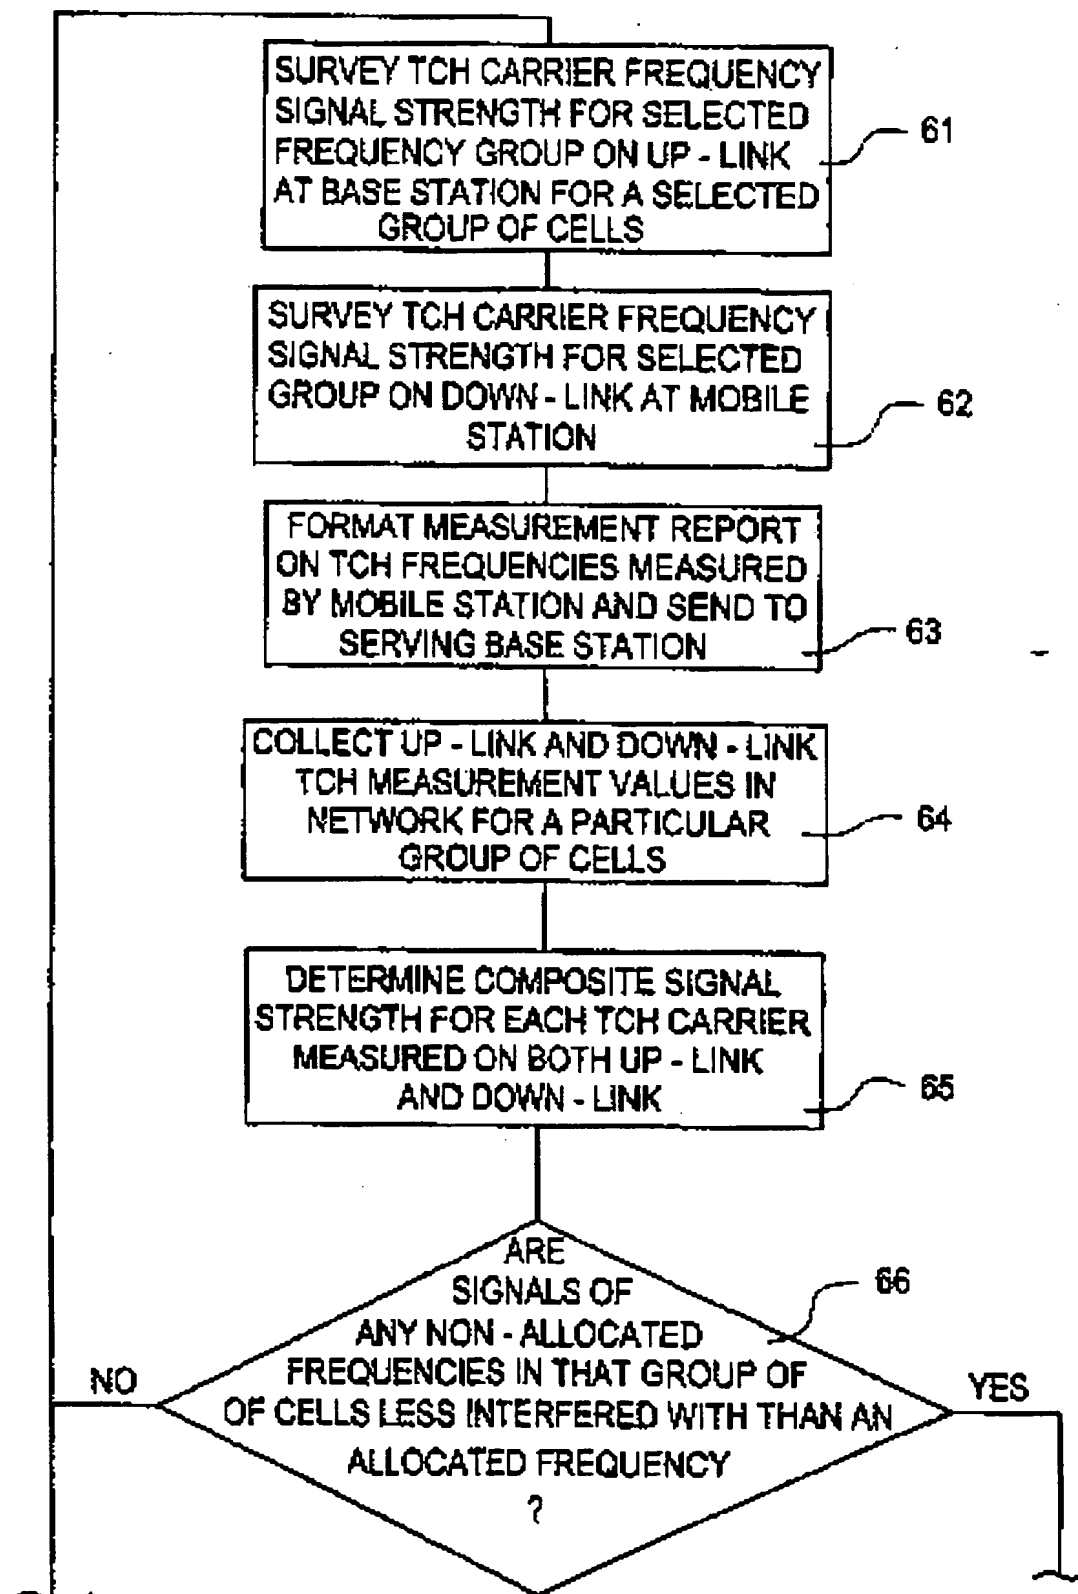 SURVEY TCH CARRIER FREQUENCY
SIGNAL STRENGTH FOR SELECTED
FREQUENCY GROUP ON UP - LINK
AT BASE STATION FOR A SELECTED
GROUP OF CELLS
61
SURVEY TCH CARRIER FREQUENCY
SIGNAL STRENGTH FOR SELECTED
GROUP ON DOWN - LINK AT MOBILE
STATION
62
FORMAT MEASUREMENT REPORT
ON TCH FREQUENCIES MEASURED
BY MOBILE STATION AND SEND TO
SERVING BASE STATION
63
COLLECT UP - LINK AND DOWN - LINK
TCH MEASUREMENT VALUES IN
NETWORK FOR A PARTICULAR
GROUP OF CELLS
64
DETERMINE COMPOSITE SIGNAL
STRENGTH FOR EACH TCH CARRIER
MEASURED ON BOTH UP - LINK
AND DOWN - LINK
65
ARE
SIGNALS OF
ANY NON - ALLOCATED
FREQUENCIES IN THAT GROUP OF
OF CELLS LESS INTERFERED WITH THAN AN
ALLOCATED FREQUENCY
?
66
NO
YES